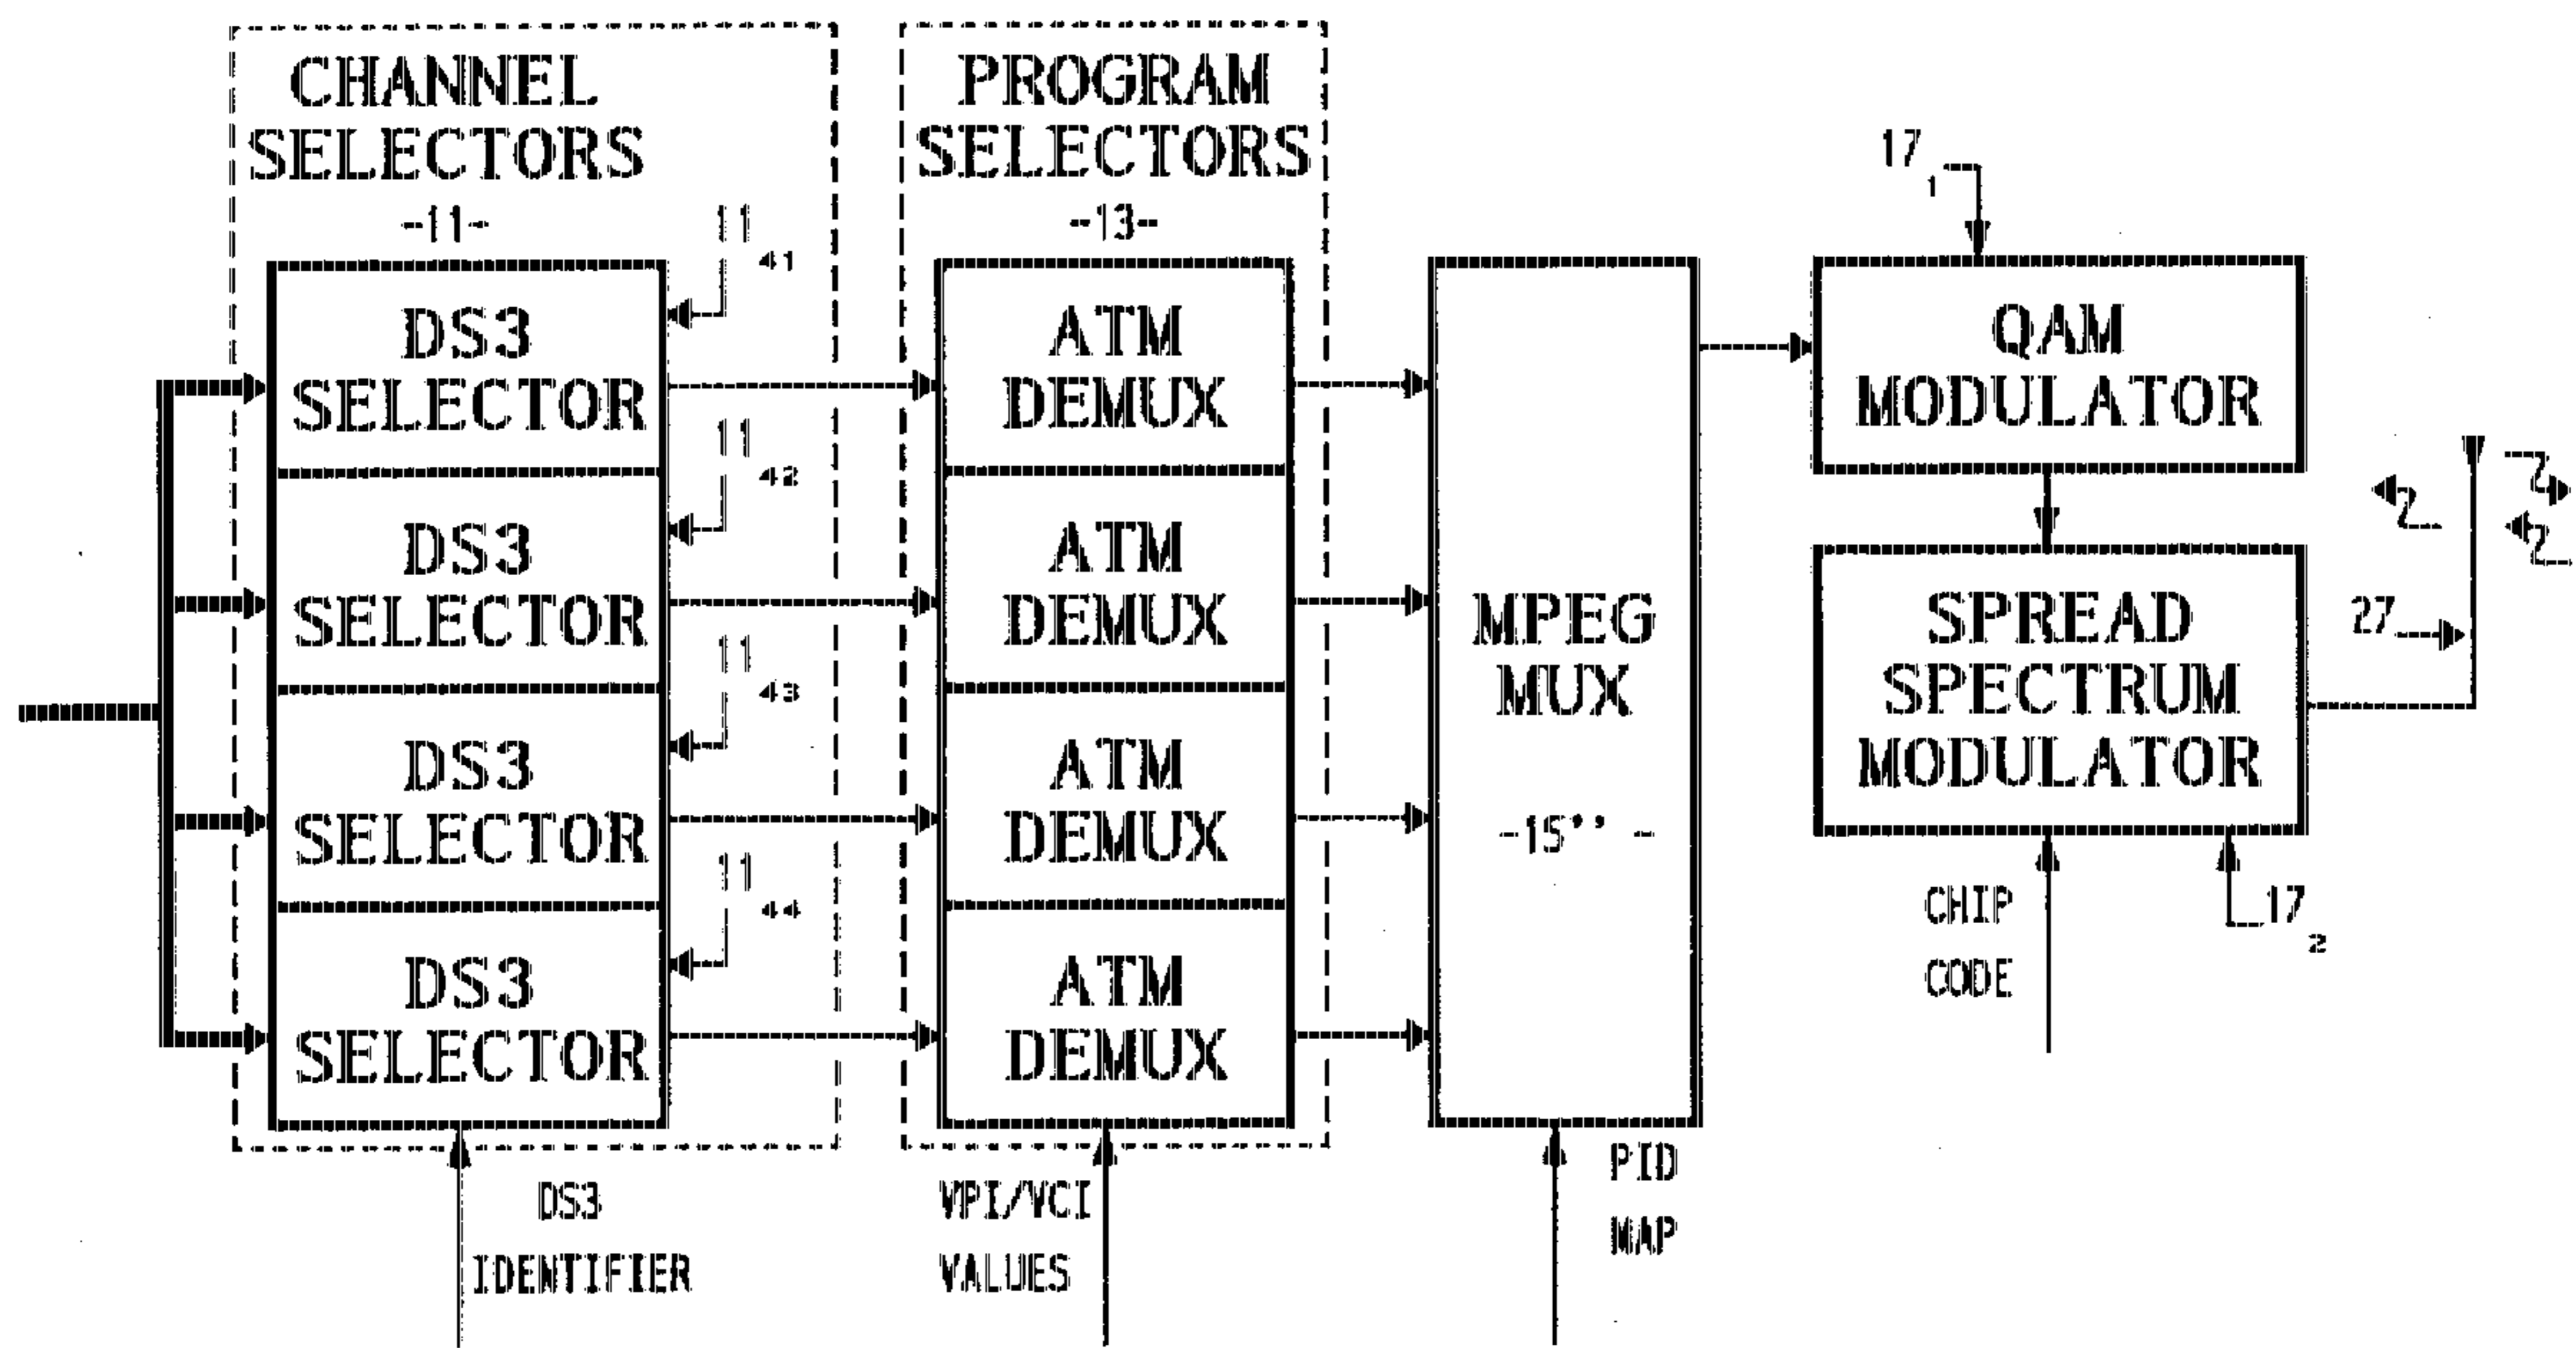 CHANNEL
SELECTORS
-11-
PROGRAM
SELECTORS
-13-
11
41
DS3
SELECTOR
11
42
DS3
SELECTOR
11
43
DS3
SELECTOR
11
44
DS3
SELECTOR
DS3
IDENTIFIER
ATM
DEMUX
ATM
DEMUX
ATM
DEMUX
ATM
DEMUX
VPI/VCI
VALUES
MPEG
MUX
-15'' -
PID
MAP
17
1
QAM
MODULATOR
SPREAD
SPECTRUM
MODULATOR
27
CHIP
CODE
17
2